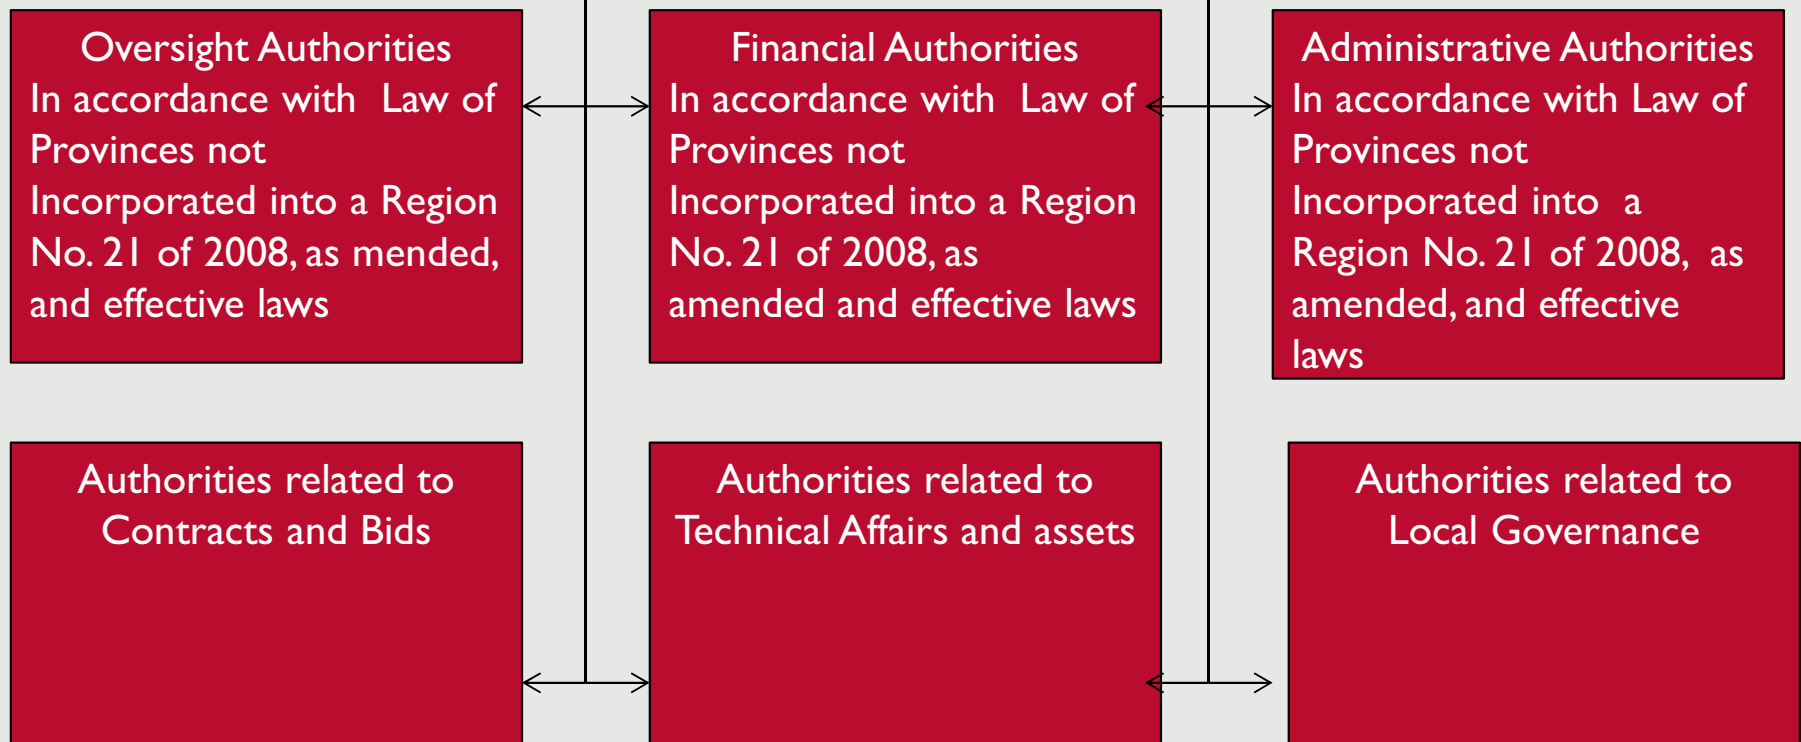 Oversight Authorities
In accordance with Law of
Provinces not
Incorporated into a Region
No. 21 of 2008, as mended,
and effective laws
Financial Authorities
In accordance with Law of
Provinces not
Incorporated into a Region
No. 21 of 2008, as
amended and effective laws
Administrative Authorities
In accordance with Law of
Provinces not
Incorporated into a
Region No. 21 of 2008, as
amended, and effective
laws
Authorities related to
Contracts and Bids
Authorities related to
Technical Affairs and assets
Authorities related to
Local Governance